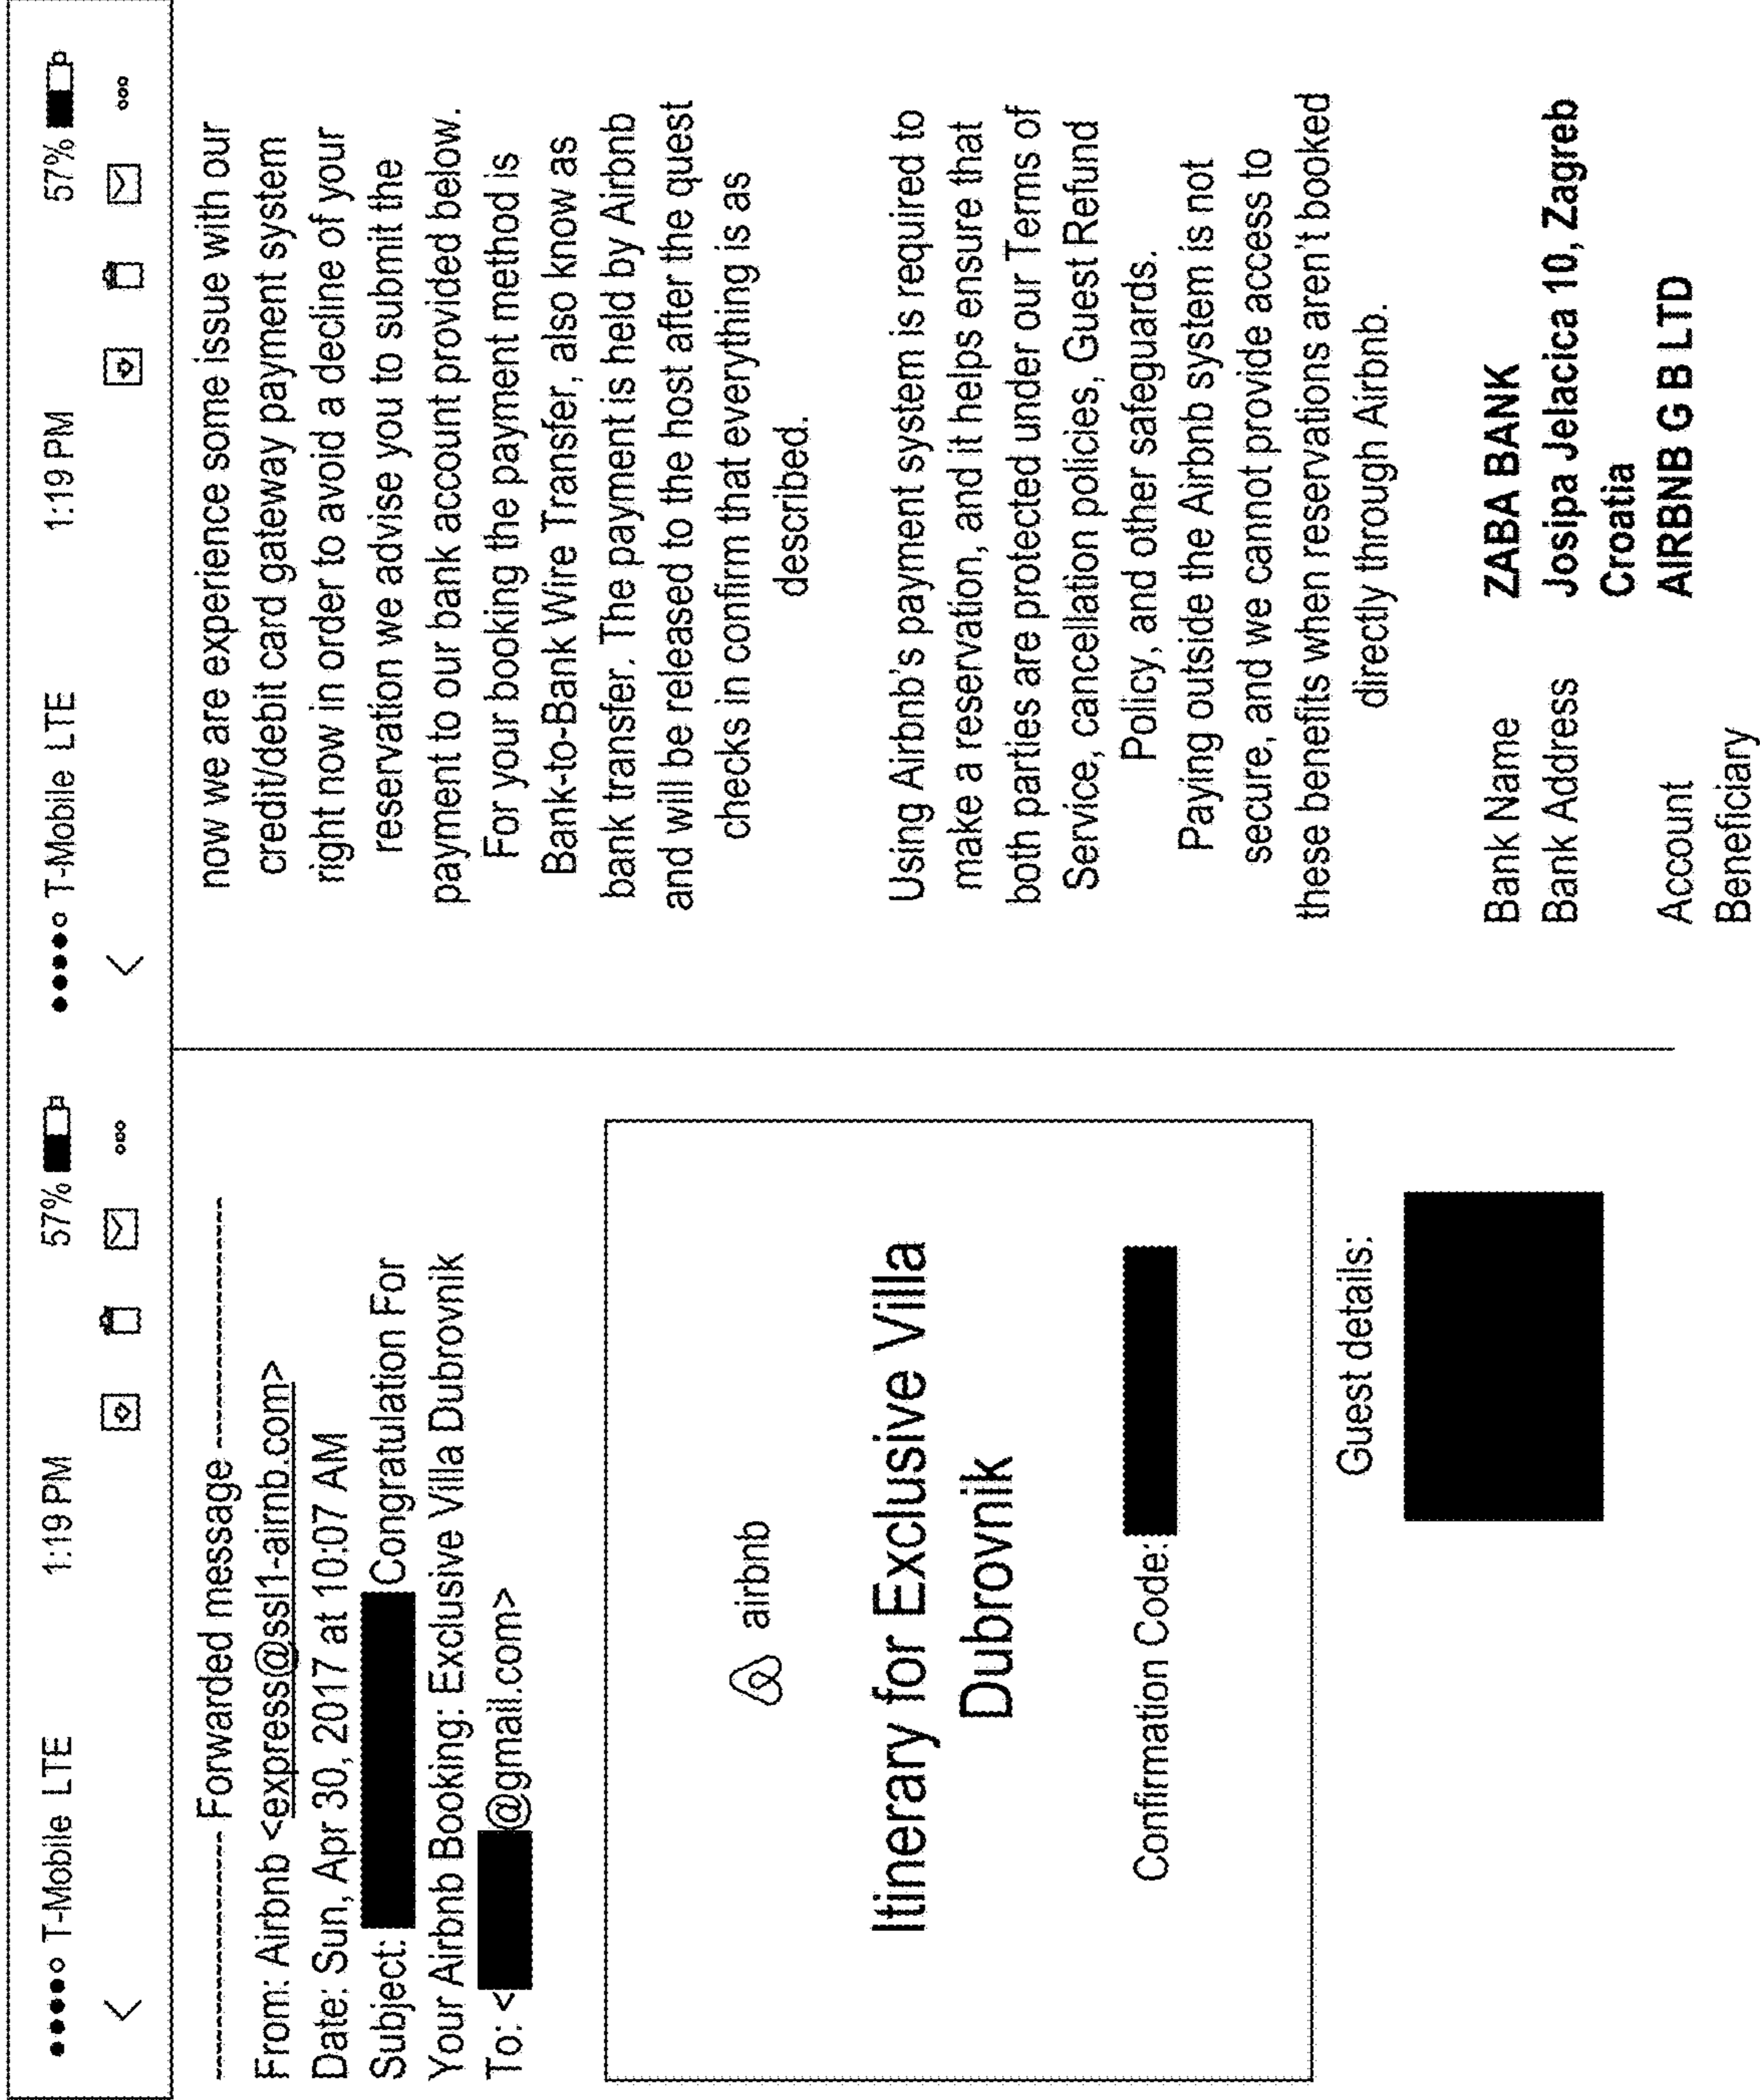 ●●●●○ T-Mobile LTE 1:19 PM 57%
---------- Forwarded message ----------
From: Airbnb <express@ssl1-airnb.com>
Date: Sun, Apr 30, 2017 at 10:07 AM
Subject: Congratulation For
Your Airbnb Booking: Exclusive Villa Dubrovnik
To: < @gmail.com>
airbnb
Itinerary for Exclusive Villa
Dubrovnik
Confirmation Code:
Guest details:
●●●●○ T-Mobile LTE 1:19 PM 57%
now we are experience some issue with our
credit/debit card gateway payment system
right now in order to avoid a decline of your
reservation we advise you to submit the
payment to our bank account provided below.
For your booking the payment method is
Bank-to-Bank Wire Transfer, also know as
bank transfer. The payment is held by Airbnb
and will be released to the host after the quest
checks in confirm that everything is as
described.
Using Airbnb's payment system is required to
make a reservation, and it helps ensure that
both parties are protected under our Terms of
Service, cancellation policies, Guest Refund
Policy, and other safeguards.
Paying outside the Airbnb system is not
secure, and we cannot provide access to
these benefits when reservations aren't booked
directly through Airbnb.
Bank Name ZABA BANK
Bank Address Josipa Jelacica 10, Zagreb
Croatia
Account AIRBNB G B LTD
Beneficiary